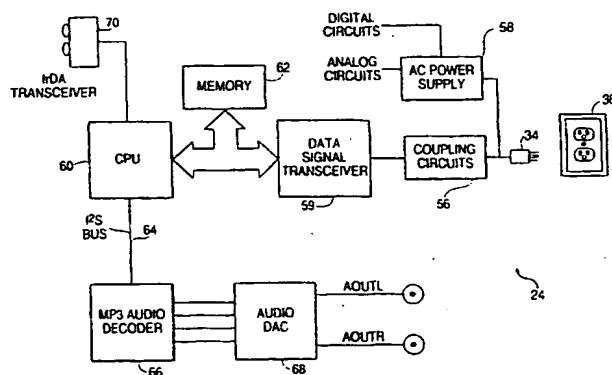 70
IrDA
TRANSCEIVER
DIGITAL
CIRCUITS
58
ANALOG
CIRCUITS
AC POWER
SUPPLY
62
MEMORY
36
34
60
CPU
DATA
SIGNAL
TRANSCEIVER
COUPLING
CIRCUITS
59
56
I²S
BUS
64
MP3 AUDIO
DECODER
AUDIO
DAC
AOUTL
AOUTR
24
66
68